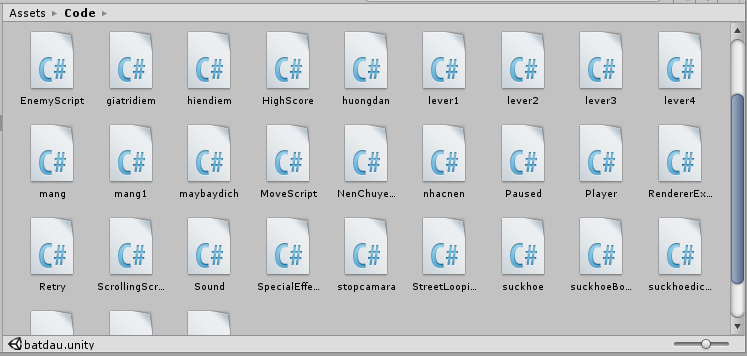 Assets ▸ Code ▸
C# C# C# C# C# C# C# C# C#
EnemyScript giatridiem hiendiem HighScore huongdan lever1 lever2 lever3 lever4
C# C# C# C# C# C# C# C# C#
mang mang1 maybaydich MoveScript NenChuye... nhacnen Paused Player RendererEx...
C# C# C# C# C# C# C# C# C#
Retry ScrollingScr... Sound SpecialEffe... stopcamara StreetLoopi... suckhoe suckhoeBo... suckhoedic...
batdau.unity